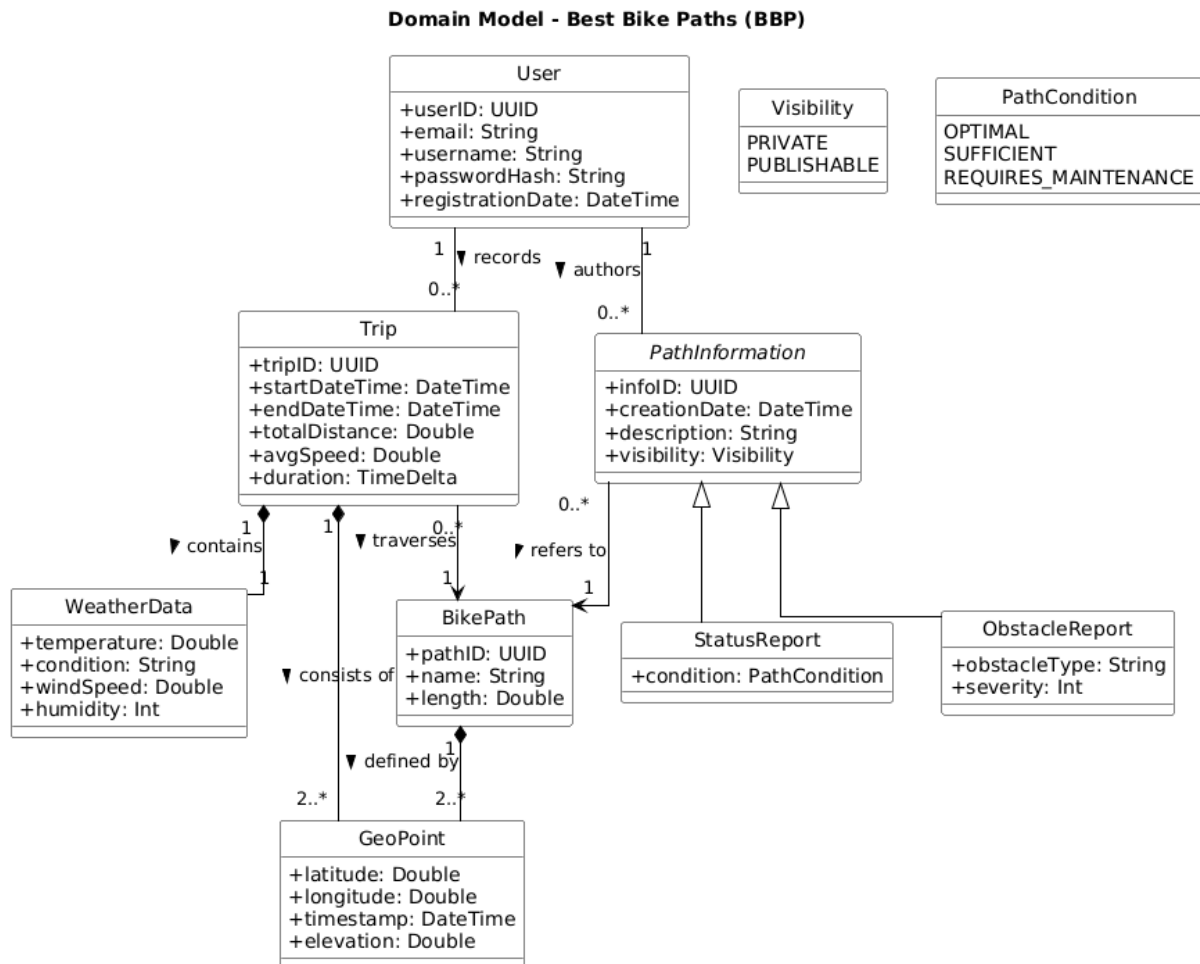 Domain Model - Best Bike Paths (BBP)
User
+userID: UUID
+email: String
+username: String
+passwordHash: String
+registrationDate: DateTime
Visibility
PRIVATE
PUBLISHABLE
PathCondition
OPTIMAL
SUFFICIENT
REQUIRES_MAINTENANCE
1
records
0..*
1
authors
0..*
Trip
+tripID: UUID
+startDateTime: DateTime
+endDateTime: DateTime
+totalDistance: Double
+avgSpeed: Double
+duration: TimeDelta
PathInformation
+infoID: UUID
+creationDate: DateTime
+description: String
+visibility: Visibility
1
contains
1
1
consists of
2..*
0..*
traverses
1
0..*
refers to
1
WeatherData
+temperature: Double
+condition: String
+windSpeed: Double
+humidity: Int
BikePath
+pathID: UUID
+name: String
+length: Double
StatusReport
+condition: PathCondition
ObstacleReport
+obstacleType: String
+severity: Int
1
defined by
2..*
GeoPoint
+latitude: Double
+longitude: Double
+timestamp: DateTime
+elevation: Double